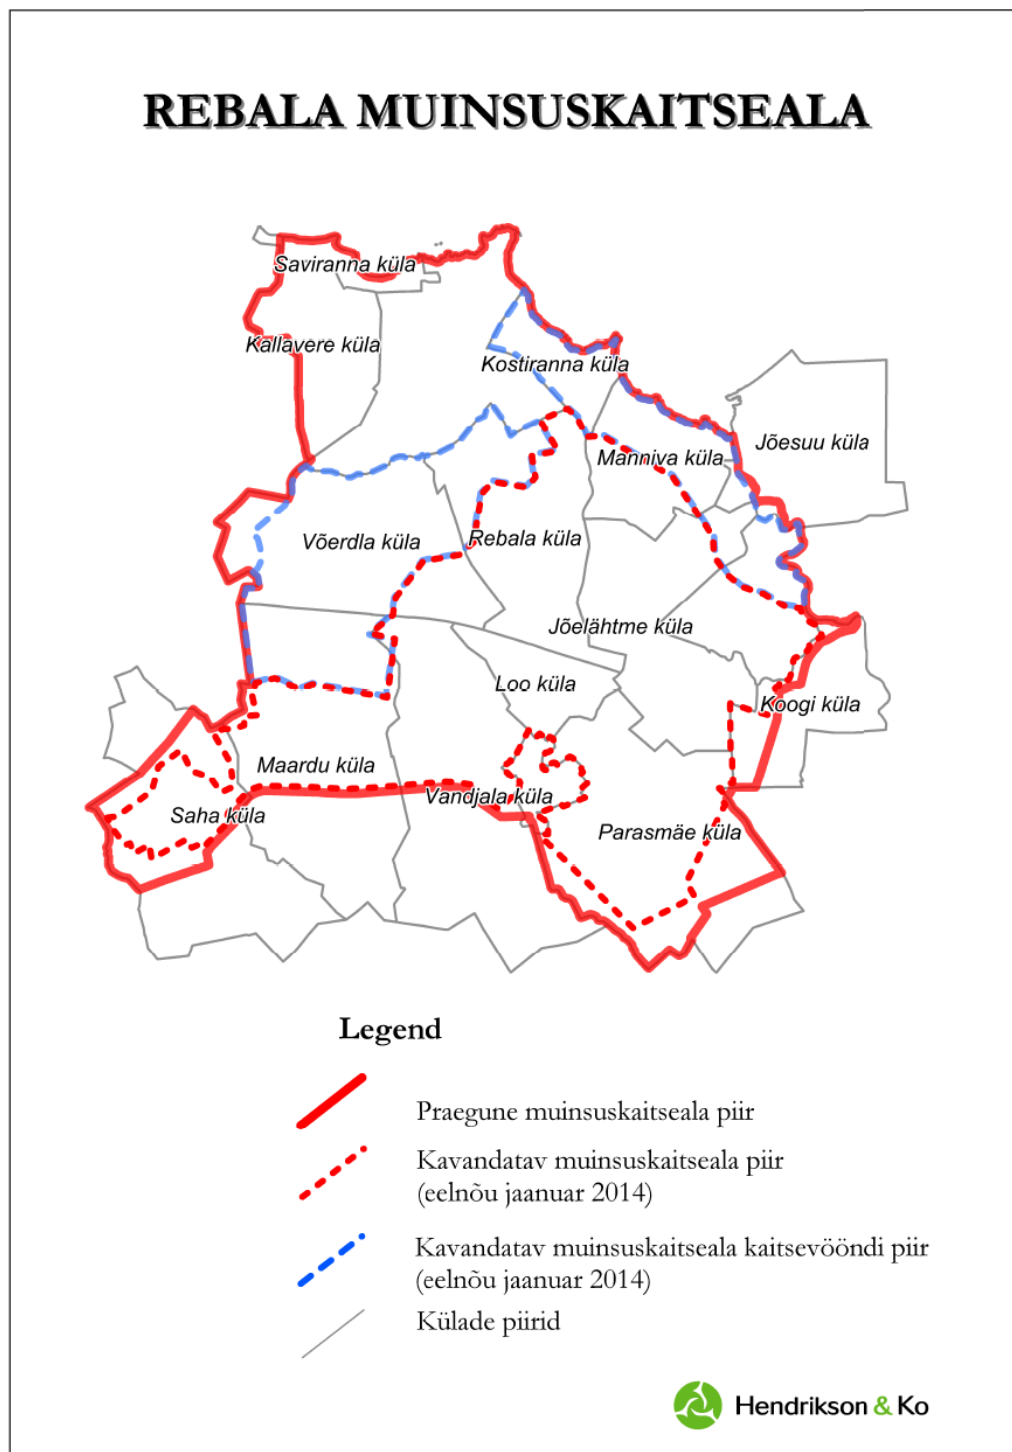 REBALA MUINSUSKAITSEALA
Saviranna küla
Kallavere küla
Kostiranna küla
Jõesuu küla
Manniva küla
Võerdla küla
Rebala küla
Jõelähtme küla
Loo küla
Koogi küla
Maardu küla
Vandjala küla
Saha küla
Parasmäe küla
Legend
Praegune muinsuskaitseala piir
Kavandatav muinsuskaitseala piir
(eelnõu jaanuar 2014)
Kavandatav muinsuskaitseala kaitsevööndi piir
(eelnõu jaanuar 2014)
Külade piirid
Hendrikson & Ko